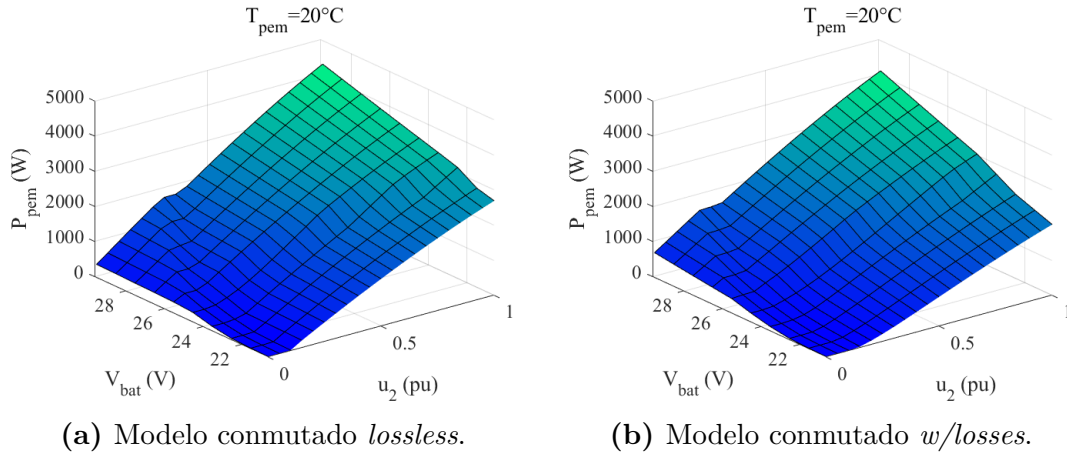 T_pem=20°C
5000
4000
3000
2000
1000
0
P_pem (W)
28
26
24
22
V_bat (V)
0
0.5
1
u_2 (pu)
(a) Modelo conmutado lossless.
T_pem=20°C
5000
4000
3000
2000
1000
0
P_pem (W)
28
26
24
22
V_bat (V)
0
0.5
1
u_2 (pu)
(b) Modelo conmutado w/losses.